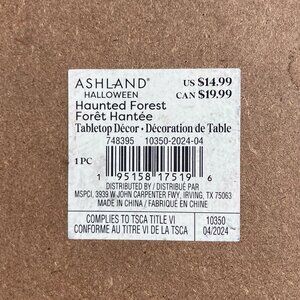 ASHLAND® US $14.99
HALLOWEEN CAN $19.99
Haunted Forest
Forêt Hantée
Tabletop Décor • Décoration de Table
748395 10350-2024-04
1 PC
1 95158 17519 6
DISTRIBUTED BY / DISTRIBUÉ PAR
MSPCI, 3939 W JOHN CARPENTER FWY, IRVING, TX 75063
MADE IN CHINA / FABRIQUÉ EN CHINE
COMPLIES TO TSCA TITLE VI 10350
CONFORME AU TITRE VI DE LA TSCA 04/2024